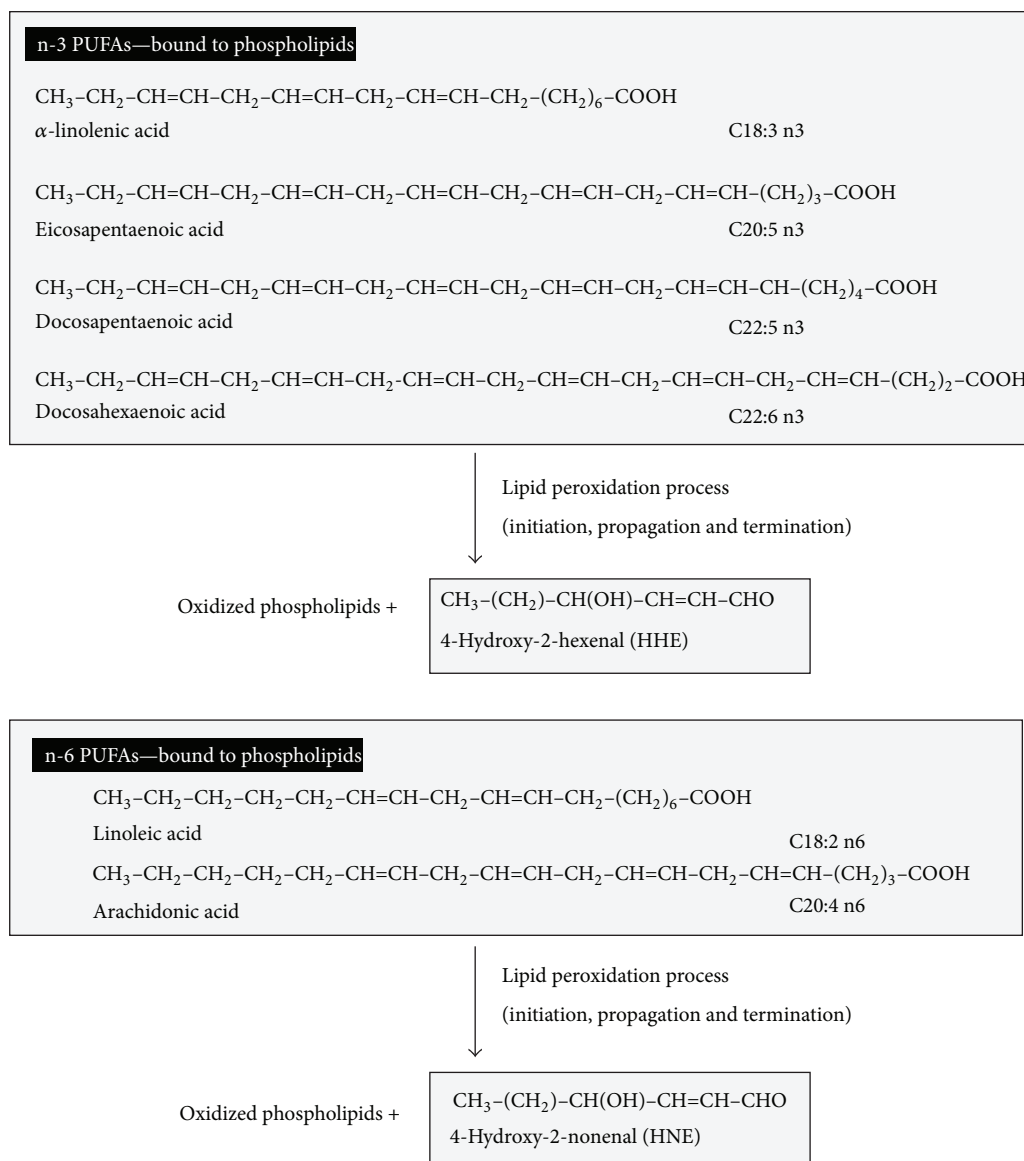 n-3 PUFAs—bound to phospholipids
CH₃–CH₂–CH=CH–CH₂–CH=CH–CH₂–CH=CH–CH₂–(CH₂)₆–COOH
α-linolenic acid
C18:3 n3
CH₃–CH₂–CH=CH–CH₂–CH=CH–CH₂–CH=CH–CH₂–CH=CH–CH₂–CH=CH–(CH₂)₃–COOH
Eicosapentaenoic acid
C20:5 n3
CH₃–CH₂–CH=CH–CH₂–CH=CH–CH₂–CH=CH–CH₂–CH=CH–CH₂–CH=CH–CH–(CH₂)₄–COOH
Docosapentaenoic acid
C22:5 n3
CH₃–CH₂–CH=CH–CH₂–CH=CH–CH₂-CH=CH–CH₂–CH=CH–CH₂–CH=CH–CH₂–CH=CH–(CH₂)₂–COOH
Docosahexaenoic acid
C22:6 n3
Lipid peroxidation process
(initiation, propagation and termination)
Oxidized phospholipids +
CH₃–(CH₂)–CH(OH)–CH=CH–CHO
4-Hydroxy-2-hexenal (HHE)
n-6 PUFAs—bound to phospholipids
CH₃–CH₂–CH₂–CH₂–CH₂–CH=CH–CH₂–CH=CH–CH₂–(CH₂)₆–COOH
Linoleic acid
C18:2 n6
CH₃–CH₂–CH₂–CH₂–CH₂–CH=CH–CH₂–CH=CH–CH₂–CH=CH–CH₂–CH=CH–(CH₂)₃–COOH
Arachidonic acid
C20:4 n6
Lipid peroxidation process
(initiation, propagation and termination)
Oxidized phospholipids +
CH₃–(CH₂)–CH(OH)–CH=CH–CHO
4-Hydroxy-2-nonenal (HNE)